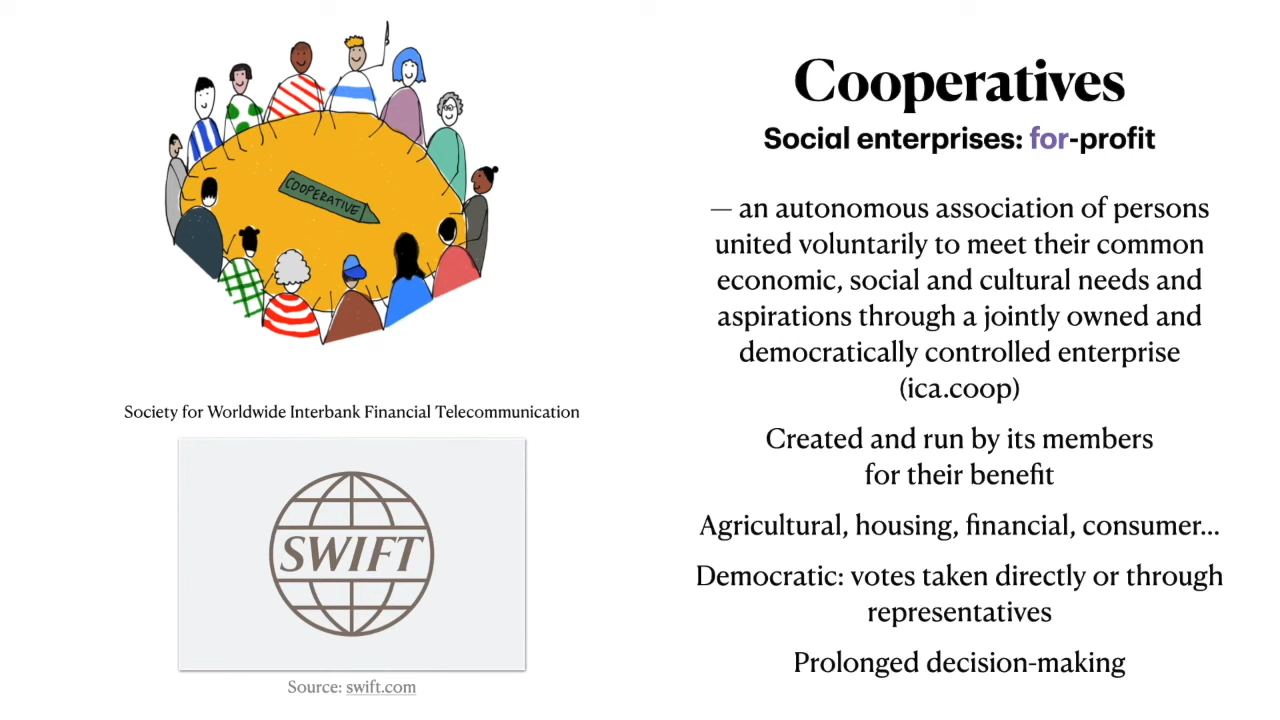 COOPERATIVE
Society for Worldwide Interbank Financial Telecommunication
SWIFT
Source: swift.com
Cooperatives
Social enterprises: for-profit
— an autonomous association of persons
united voluntarily to meet their common
economic, social and cultural needs and
aspirations through a jointly owned and
democratically controlled enterprise
(ica.coop)
Created and run by its members
for their benefit
Agricultural, housing, financial, consumer...
Democratic: votes taken directly or through
representatives
Prolonged decision-making